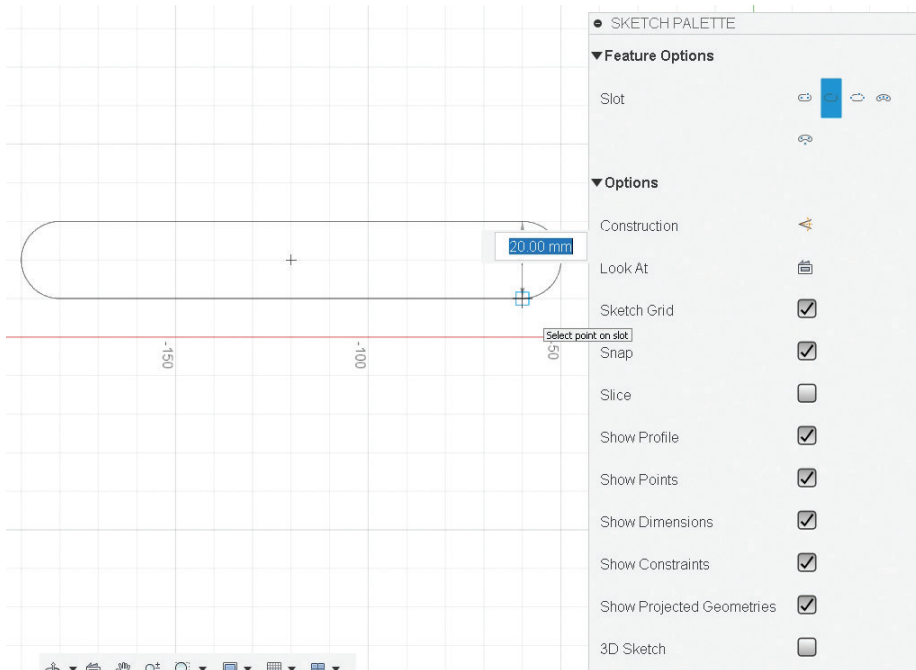 SKETCH PALETTE
Feature Options
Slot
Options
Construction
20.00 mm
Look At
Sketch Grid
Select point on slot
-150
-100
-50
Snap
Slice
Show Profile
Show Points
Show Dimensions
Show Constraints
Show Projected Geometries
3D Sketch